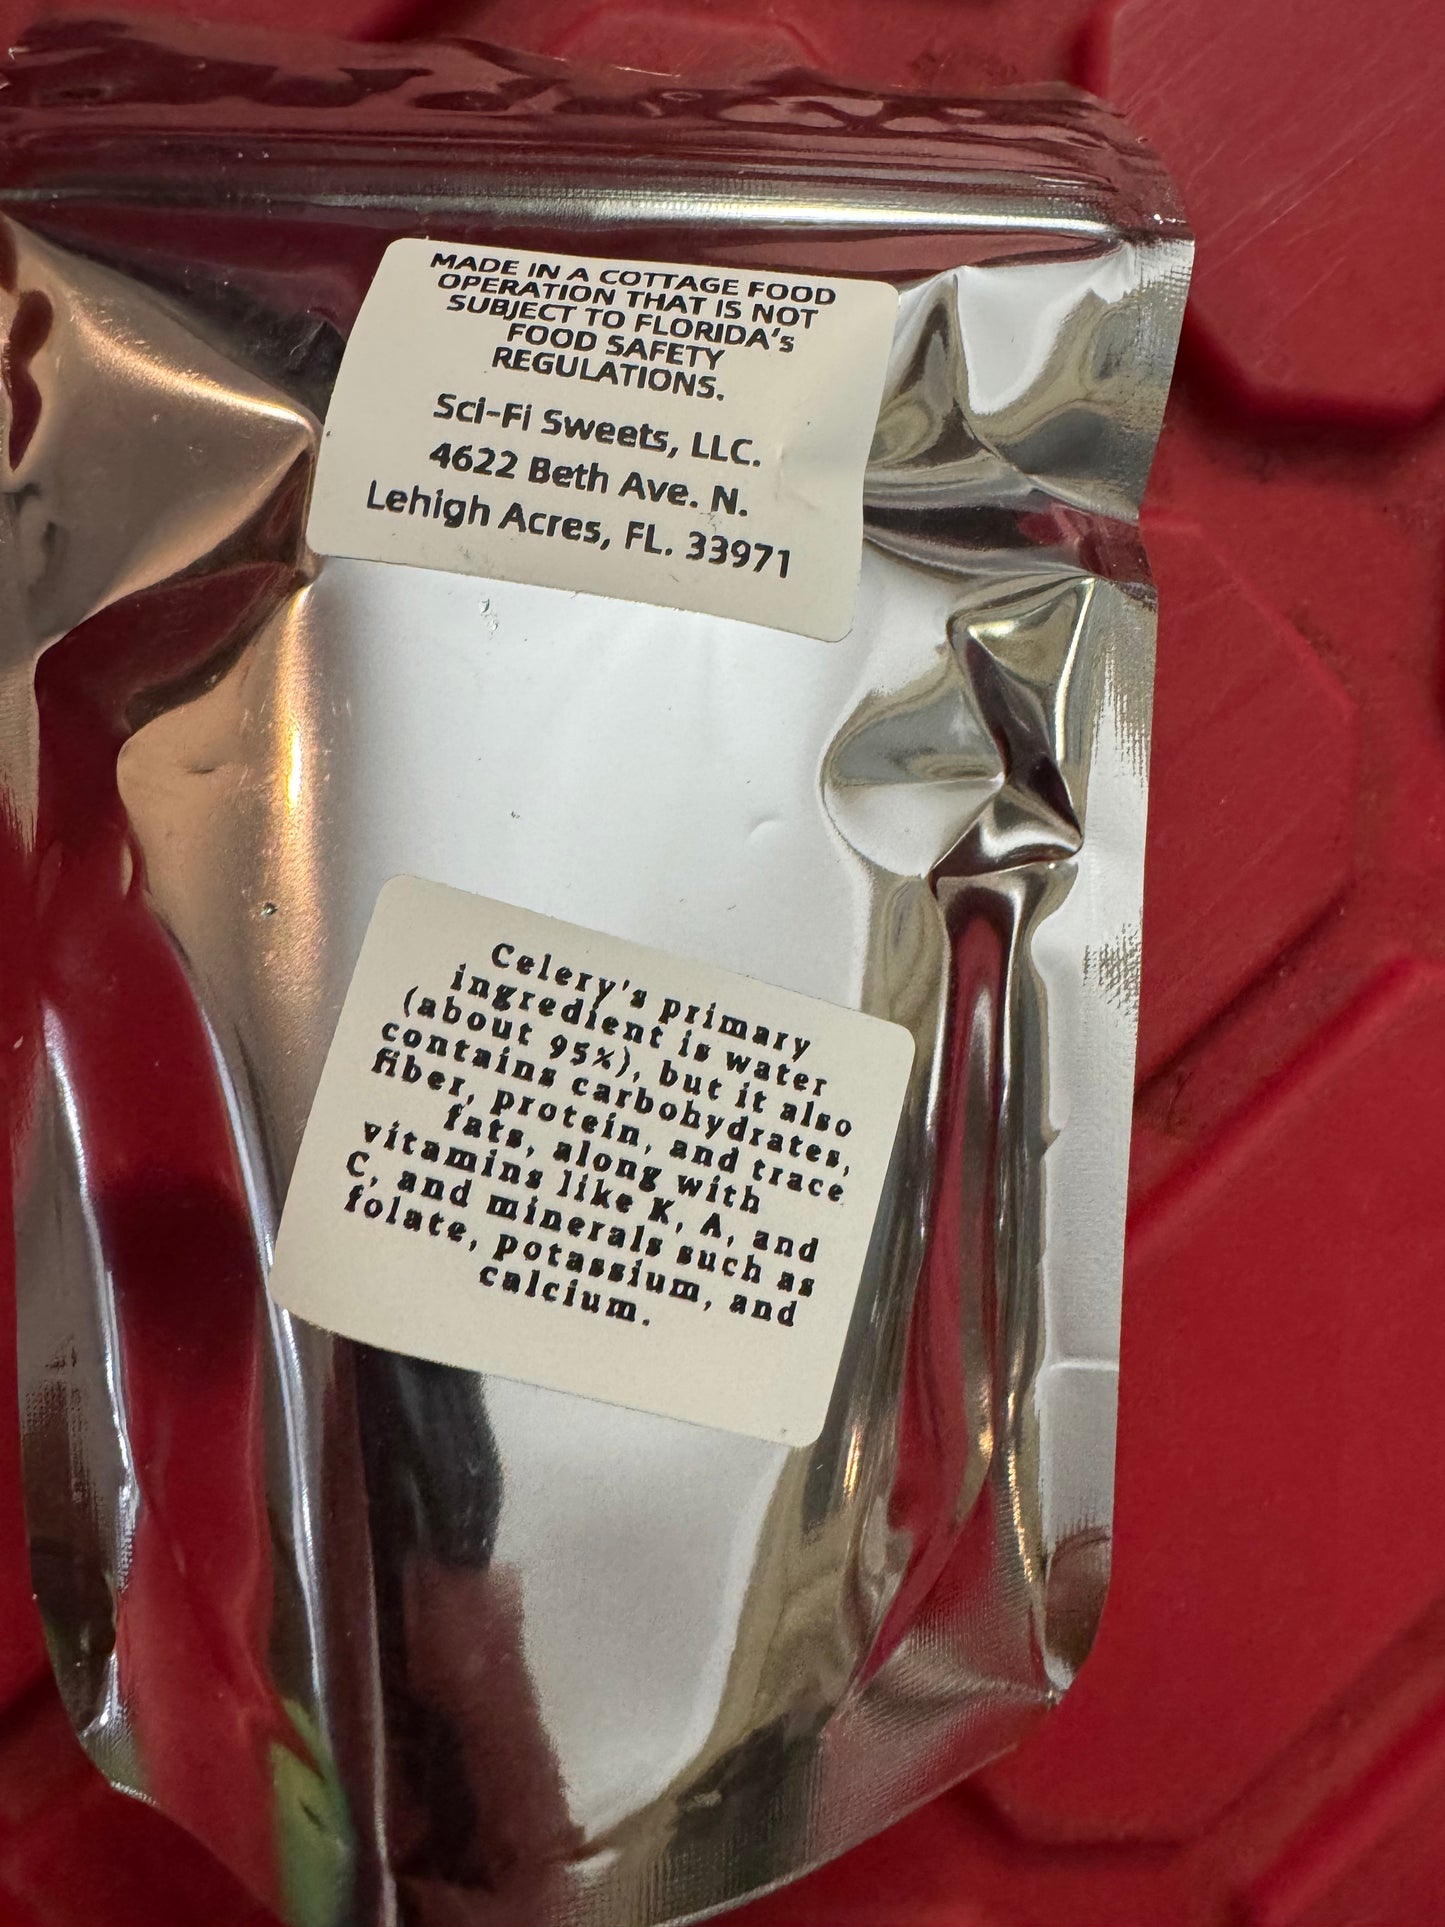 MADE IN A COTTAGE FOOD
OPERATION THAT IS NOT
SUBJECT TO FLORIDA's
FOOD SAFETY
REGULATIONS.
Sci-Fi Sweets, LLC.
4622 Beth Ave. N.
Lehigh Acres, FL. 33971
Celery's primary
ingredient is water
(about 95%), but it also
contains carbohydrates,
fiber, protein, and trace
fats, along with
vitamins like K, A, and
C, and minerals such as
folate, potassium, and
calcium.